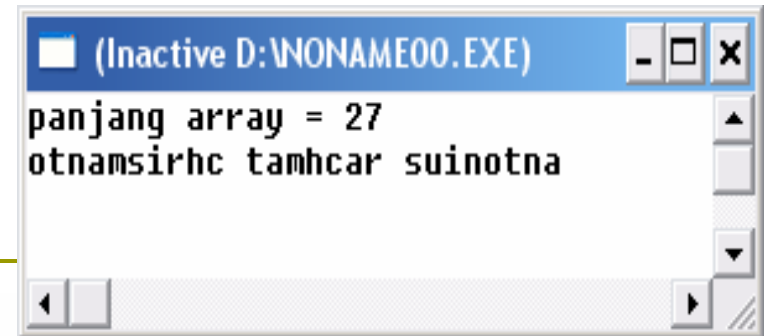 (Inactive D:\NONAME00.EXE)
panjang array = 27
otnamsirhc tamhcar suinotna